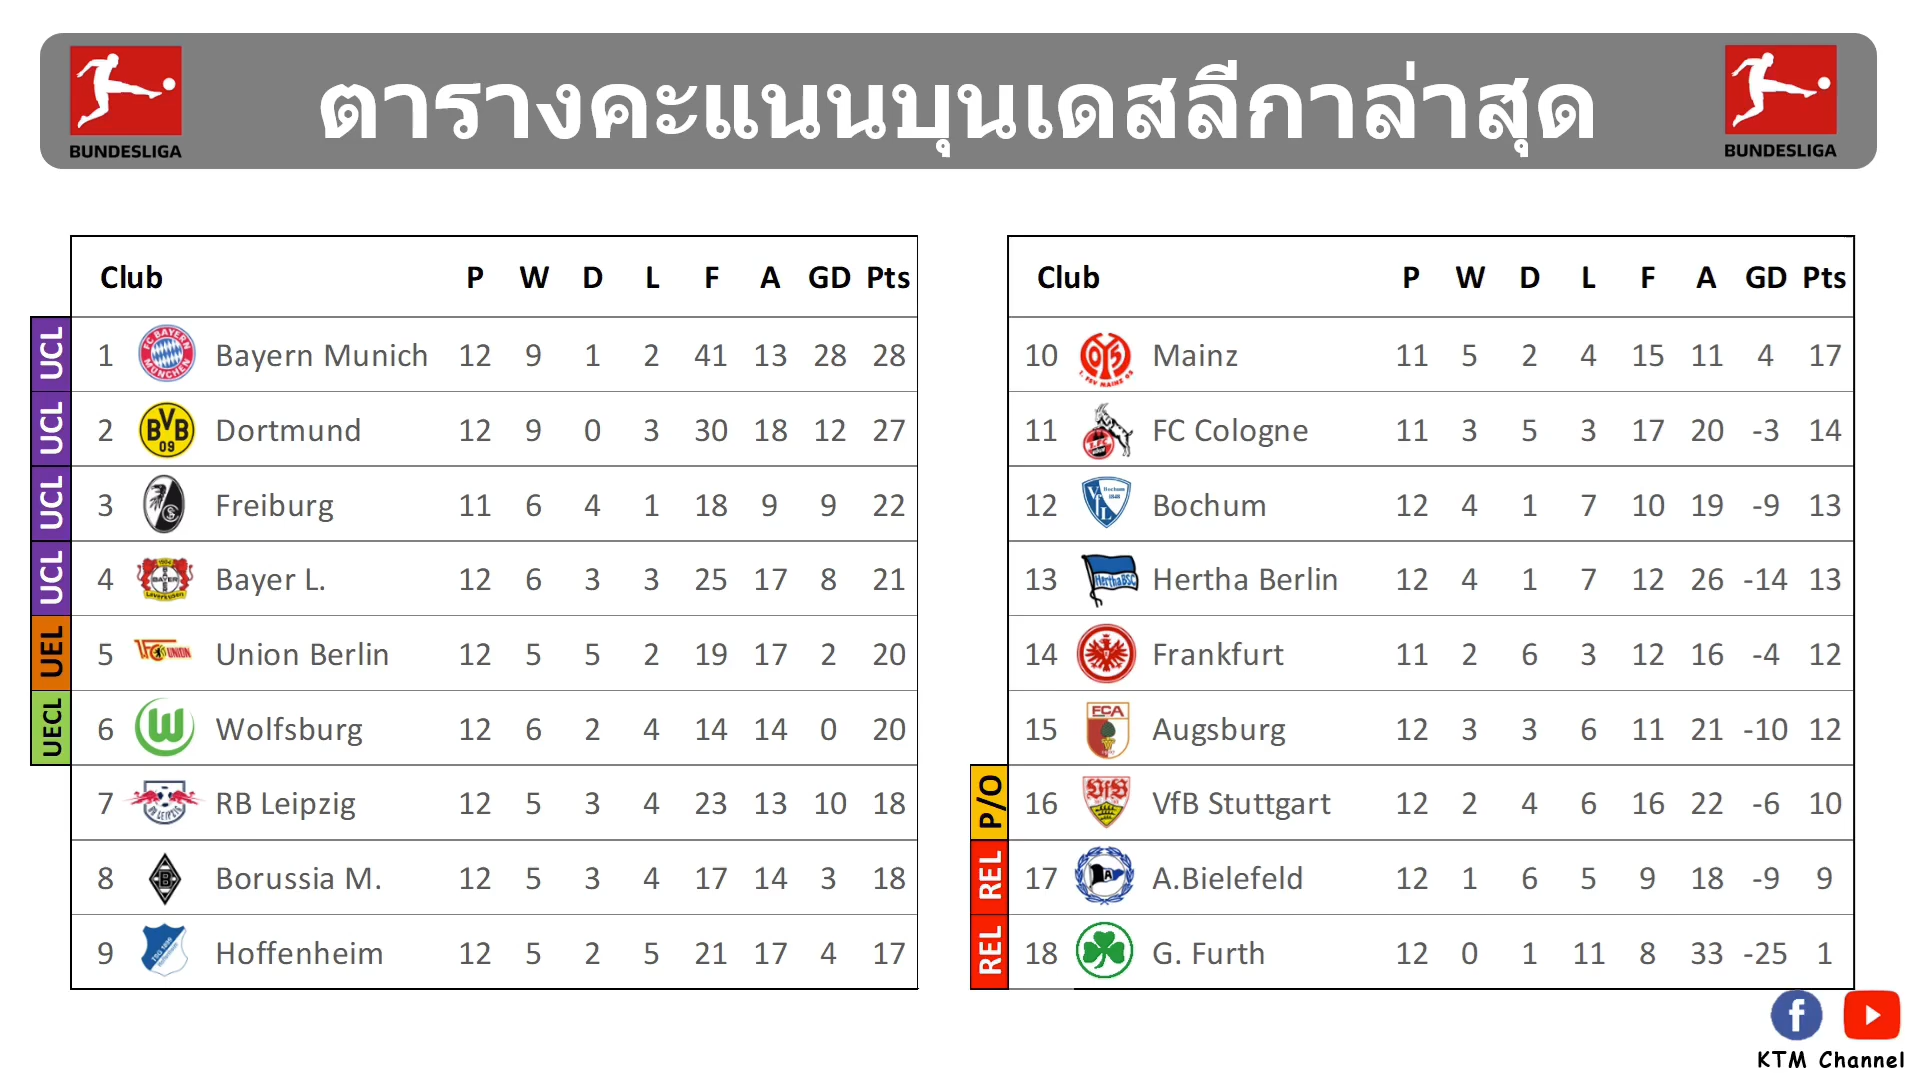 ตารางคะแนนบุนเดสลีกาล่าสุด
BUNDESLIGA
BUNDESLIGA
Club P W D L F A GD Pts
UCL 1 Bayern Munich 12 9 1 2 41 13 28 28
UCL 2 Dortmund 12 9 0 3 30 18 12 27
UCL 3 Freiburg 11 6 4 1 18 9 9 22
UCL 4 Bayer L. 12 6 3 3 25 17 8 21
UEL 5 Union Berlin 12 5 5 2 19 17 2 20
UECL 6 Wolfsburg 12 6 2 4 14 14 0 20
7 RB Leipzig 12 5 3 4 23 13 10 18
8 Borussia M. 12 5 3 4 17 14 3 18
9 Hoffenheim 12 5 2 5 21 17 4 17
Club P W D L F A GD Pts
10 Mainz 11 5 2 4 15 11 4 17
11 FC Cologne 11 3 5 3 17 20 -3 14
12 Bochum 12 4 1 7 10 19 -9 13
13 Hertha Berlin 12 4 1 7 12 26 -14 13
14 Frankfurt 11 2 6 3 12 16 -4 12
15 Augsburg 12 3 3 6 11 21 -10 12
P/O 16 VfB Stuttgart 12 2 4 6 16 22 -6 10
REL 17 A.Bielefeld 12 1 6 5 9 18 -9 9
REL 18 G. Furth 12 0 1 11 8 33 -25 1
KTM Channel